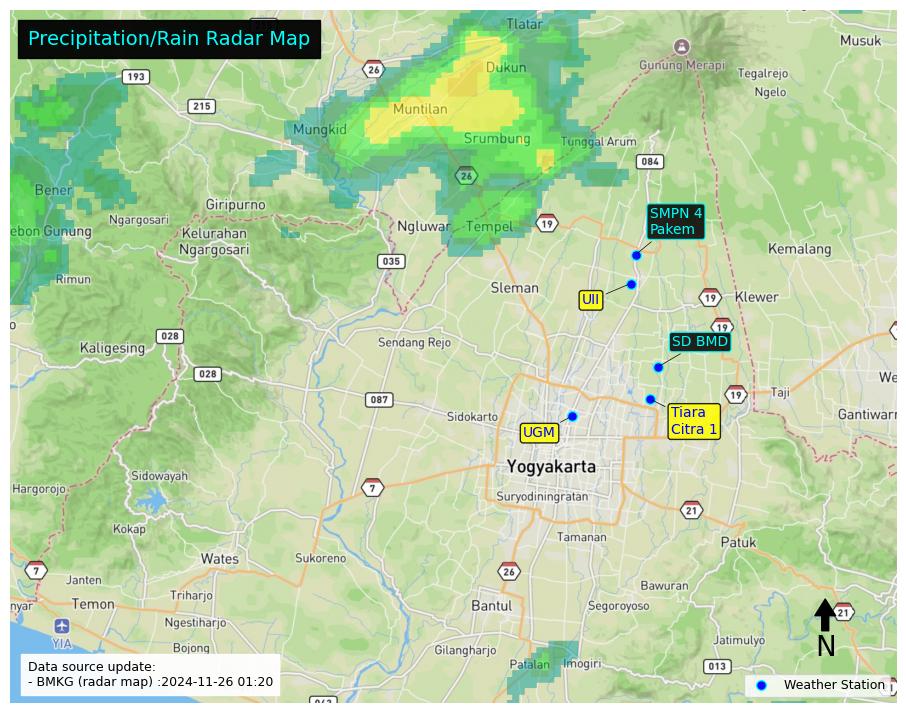 Precipitation/Rain Radar Map
Tlatar
Musuk
26
Dukun
Gunung Merapi
193
Tegalrejo
Ngelo
215
Muntilan
Mungkid
Srumbung
Tunggal Arum
084
26
Bener
Giripurno
Ngargosari
SMPN 4
Pakem
Ngluwar
Tempel
19
ebon Gunung
Kelurahan
Ngargosari
Kemalang
035
Rimun
Sleman
UII
19
Klewer
19
028
Kaligesing
Sendang Rejo
SD BMD
028
087
19
Taji
We
Sidokarto
Tiara
Citra 1
Gantiwarn
UGM
Yogyakarta
Sidowayah
Hargorojo
7
Suryodiningratan
21
Kokap
Tamanan
Patuk
Wates
Sukoreno
7
26
Janten
Bawuran
Triharjo
nyar
Temon
Bantul
Segoroyoso
21
Ngestiharjo
YIA
Jatimulyo
N
Bojong
Gilangharjo
Patalan
Imogiri
013
Data source update:
- BMKG (radar map) :2024-11-26 01:20
Weather Station